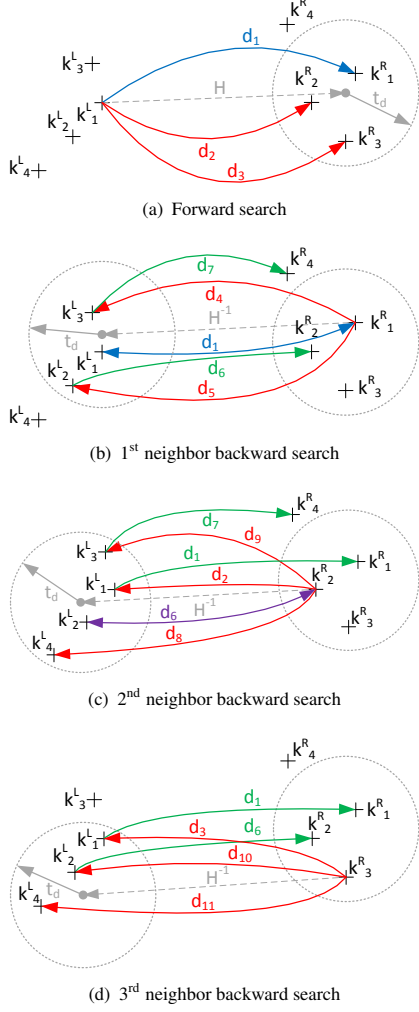 k^R_4
d_1
k^L_3
k^R_1
H
k^R_2
t_d
k^L_1
k^L_2
d_2
k^R_3
k^L_4
d_3
(a) Forward search
d_7
k^R_4
k^L_3
d_4
H^-1
k^R_1
k^R_2
t_d
d_1
k^L_1
d_6
k^L_2
d_5
k^R_3
k^L_4
(b) 1^st neighbor backward search
k^R_4
d_7
d_9
k^L_3
d_1
k^R_1
t_d
k^L_1
d_2
k^R_2
H^-1
k^L_2
d_6
k^R_3
k^L_4
d_8
(c) 2^nd neighbor backward search
k^R_4
k^L_3
d_1
k^R_1
k^L_1
d_3
d_6
k^R_2
k^L_2
d_10
H^-1
k^R_3
t_d
k^L_4
d_11
(d) 3^rd neighbor backward search